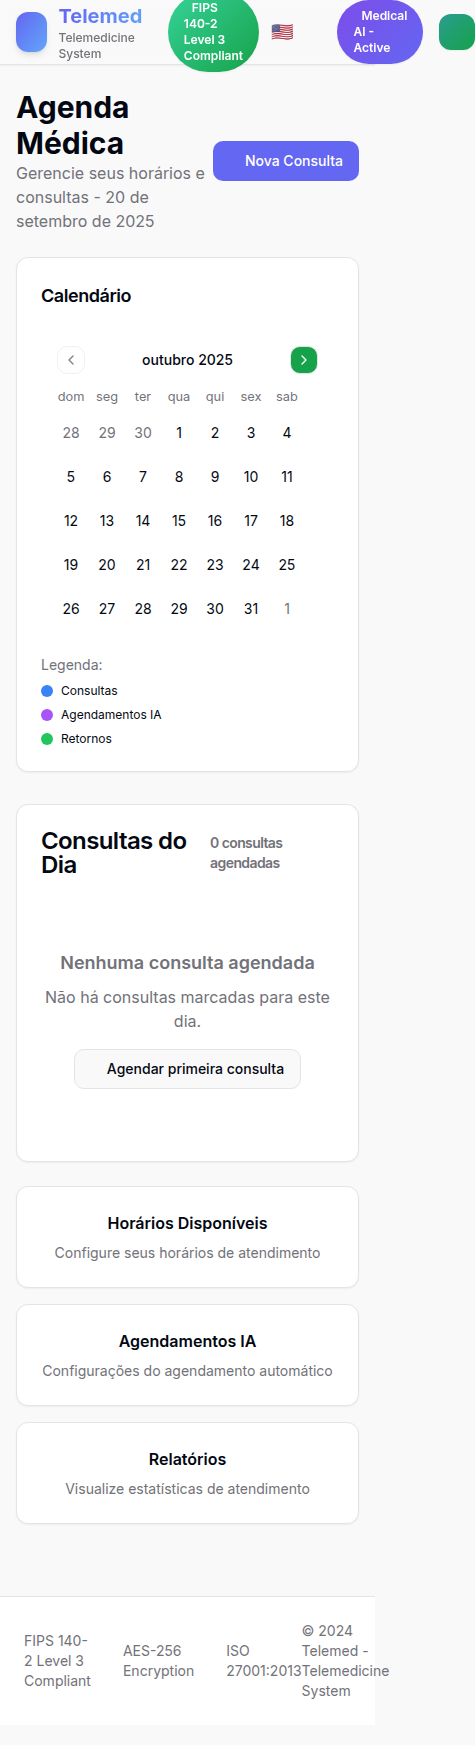 Telemed
Telemedicine
System
FIPS
140-2
Level 3
Compliant
Medical
AI -
Active
Agenda
Médica
Gerencie seus horários e
consultas - 20 de
setembro de 2025
Nova Consulta
Calendário
outubro 2025
dom seg ter qua qui sex sab
28 29 30 1 2 3 4
5 6 7 8 9 10 11
12 13 14 15 16 17 18
19 20 21 22 23 24 25
26 27 28 29 30 31 1
Legenda:
Consultas
Agendamentos IA
Retornos
Consultas do
Dia
0 consultas
agendadas
Nenhuma consulta agendada
Não há consultas marcadas para este
dia.
Agendar primeira consulta
Horários Disponíveis
Configure seus horários de atendimento
Agendamentos IA
Configurações do agendamento automático
Relatórios
Visualize estatísticas de atendimento
FIPS 140-
2 Level 3
Compliant
AES-256
Encryption
ISO
27001:2013
© 2024
Telemed -
Telemedicine
System